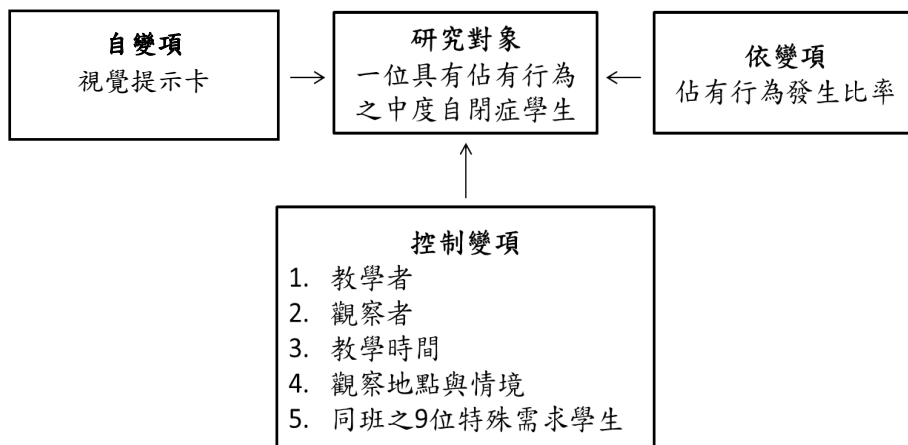 自變項
視覺提示卡
研究對象
一位具有佔有行為
之中度自閉症學生
依變項
佔有行為發生比率
控制變項
1. 教學者
2. 觀察者
3. 教學時間
4. 觀察地點與情境
5. 同班之9位特殊需求學生